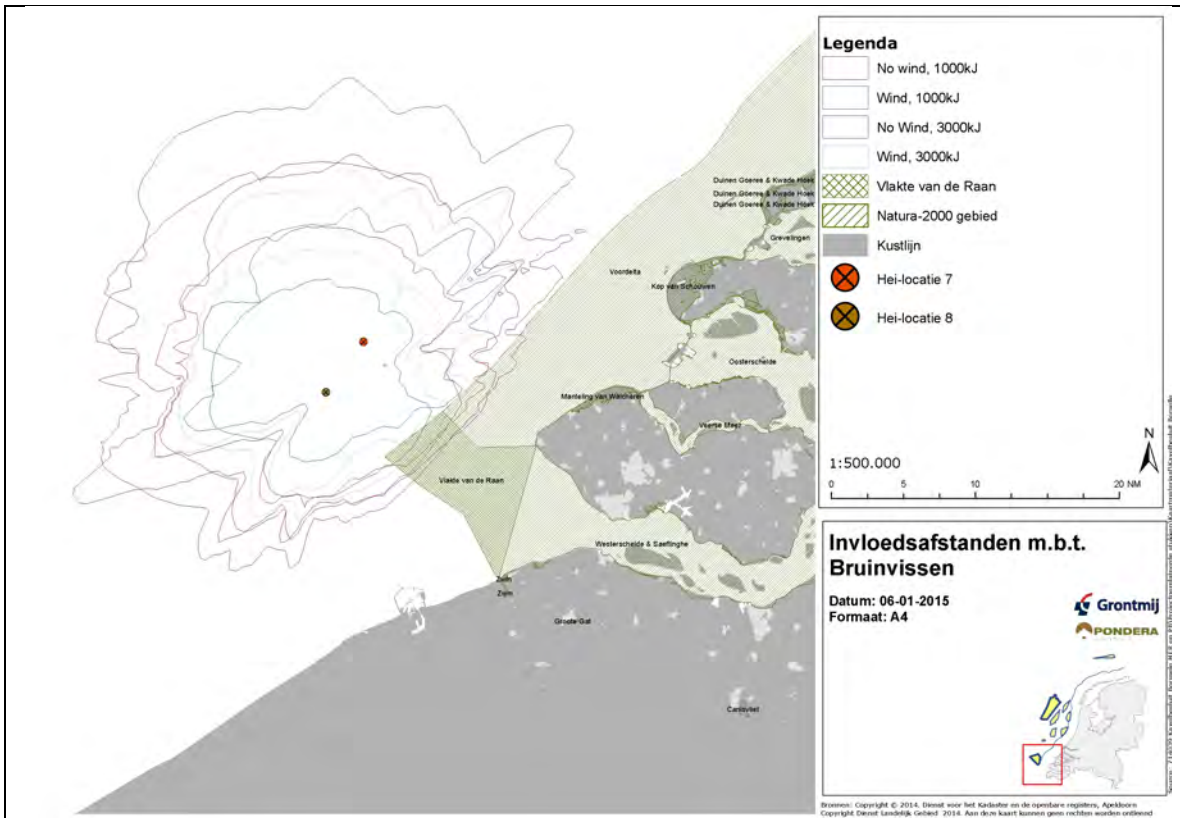 Legenda
No wind, 1000kJ
Wind, 1000kJ
No Wind, 3000kJ
Wind, 3000kJ
Vlakte van de Raan
Natura-2000 gebied
Kustlijn
Hei-locatie 7
Hei-locatie 8
1:500.000
N
0 5 10 20 NM
Duinen Goeree & Kwade Hoek
Duinen Goeree & Kwade Hoek
Duinen Goeree & Kwade Hoek
Grevelingen
Voordelta
Kop van Schouwen
Oosterschelde
Manteling van Walcheren
Veerse Meer
Vlakte van de Raan
Westerschelde & Saeftinghe
Zwin
Zwin
Groote Gat
Canisvliet
Invloedsafstanden m.b.t.
Bruinvissen
Datum: 06-01-2015
Formaat: A4
Grontmij
PONDERA
Bronnen: Copyright © 2014, Dienst voor het Kadaster en de openbare registers, Apeldoorn
Copyright Dienst Landelijk Gebied 2014. Aan deze kaart kunnen geen rechten worden ontleend